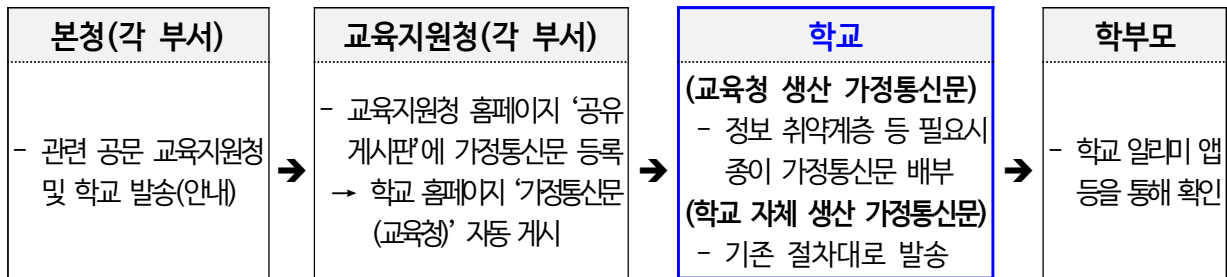 본청(각 부서)
- 관련 공문 교육지원청
및 학교 발송(안내)
➔
교육지원청(각 부서)
- 교육지원청 홈페이지 ‘공유
게시판’에 가정통신문 등록
→ 학교 홈페이지 ‘가정통신문
(교육청)’ 자동 게시
➔
학교
(교육청 생산 가정통신문)
- 정보 취약계층 등 필요시
종이 가정통신문 배부
(학교 자체 생산 가정통신문)
- 기존 절차대로 발송
➔
학부모
- 학교 알리미 앱
등을 통해 확인